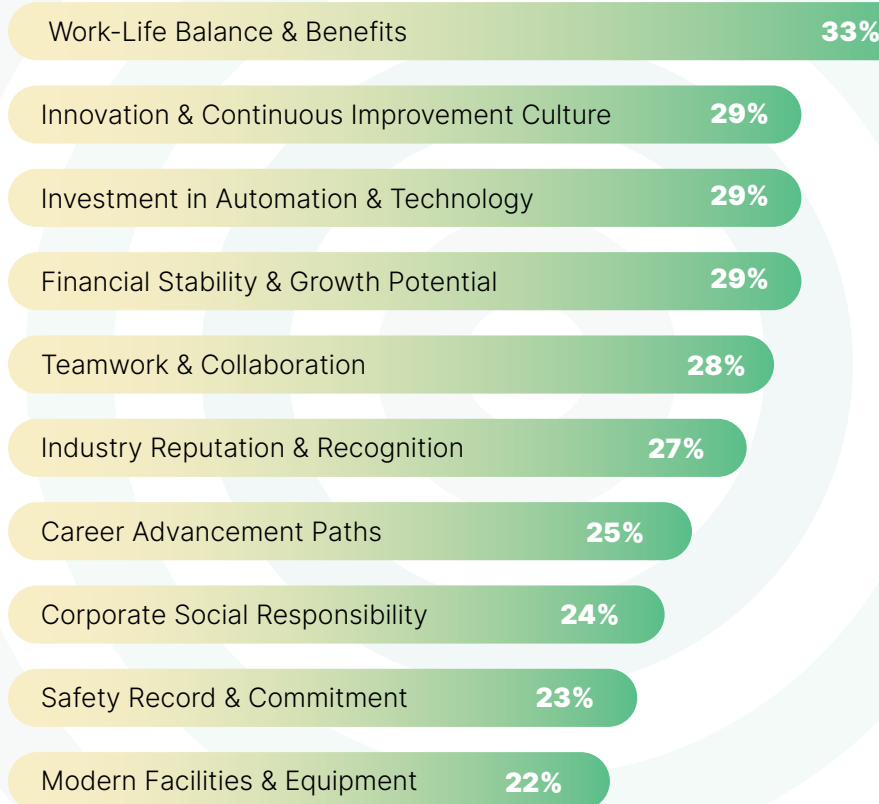 Work-Life Balance & Benefits 33%
Innovation & Continuous Improvement Culture 29%
Investment in Automation & Technology 29%
Financial Stability & Growth Potential 29%
Teamwork & Collaboration 28%
Industry Reputation & Recognition 27%
Career Advancement Paths 25%
Corporate Social Responsibility 24%
Safety Record & Commitment 23%
Modern Facilities & Equipment 22%